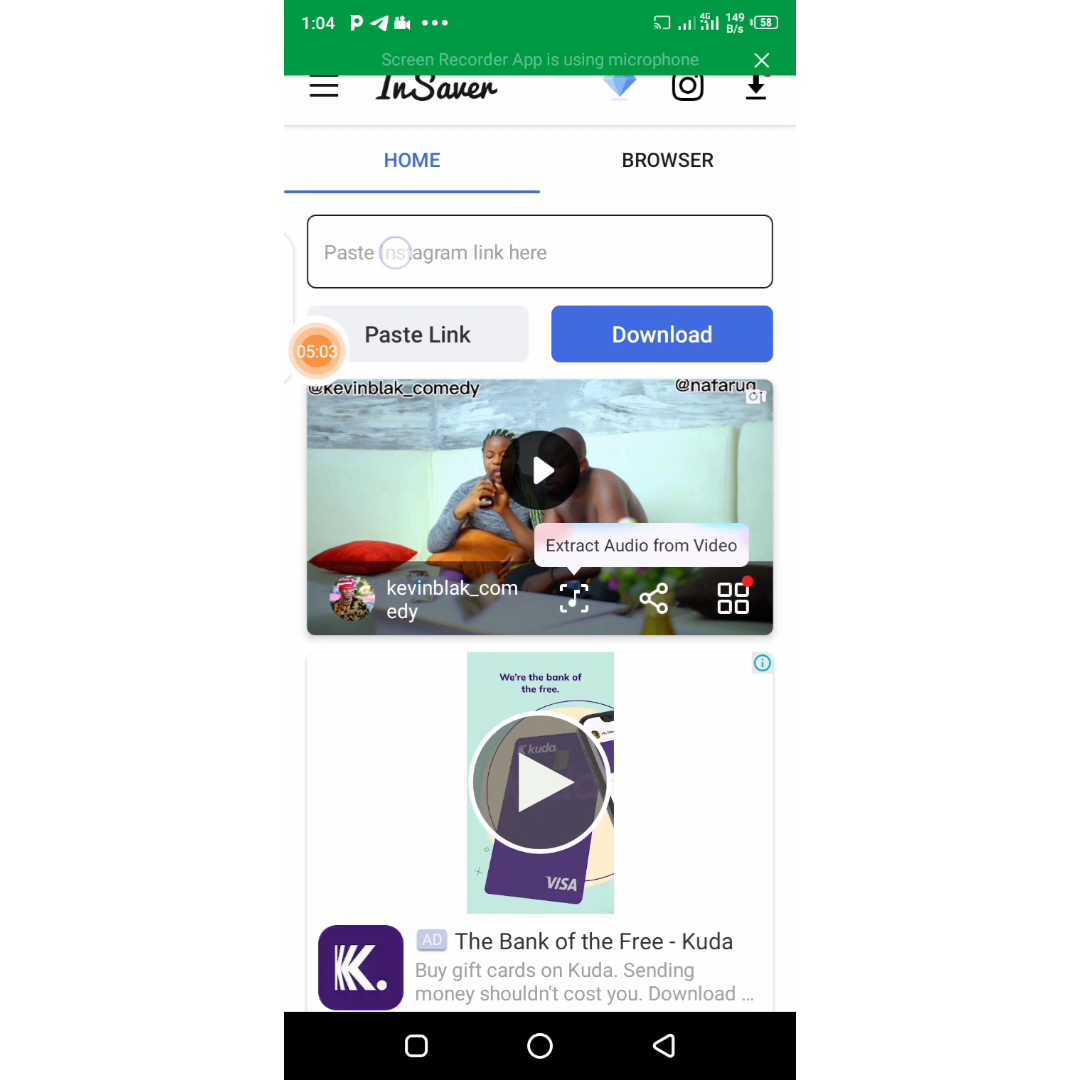 1:04
4G
149
B/s
58
Screen Recorder App is using microphone
InSaver
HOME
BROWSER
Paste Instagram link here
Paste Link
Download
05:03
@kevinblak_comedy
@nafaruq
Extract Audio from Video
kevinblak_com
edy
We're the bank of
the free.
kuda.
VISA
K.
AD The Bank of the Free - Kuda
Buy gift cards on Kuda. Sending
money shouldn't cost you. Download ...